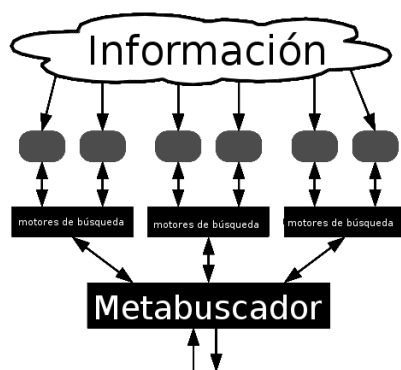 Información
motores de búsqueda
motores de búsqueda
motores de búsqueda
Metabuscador